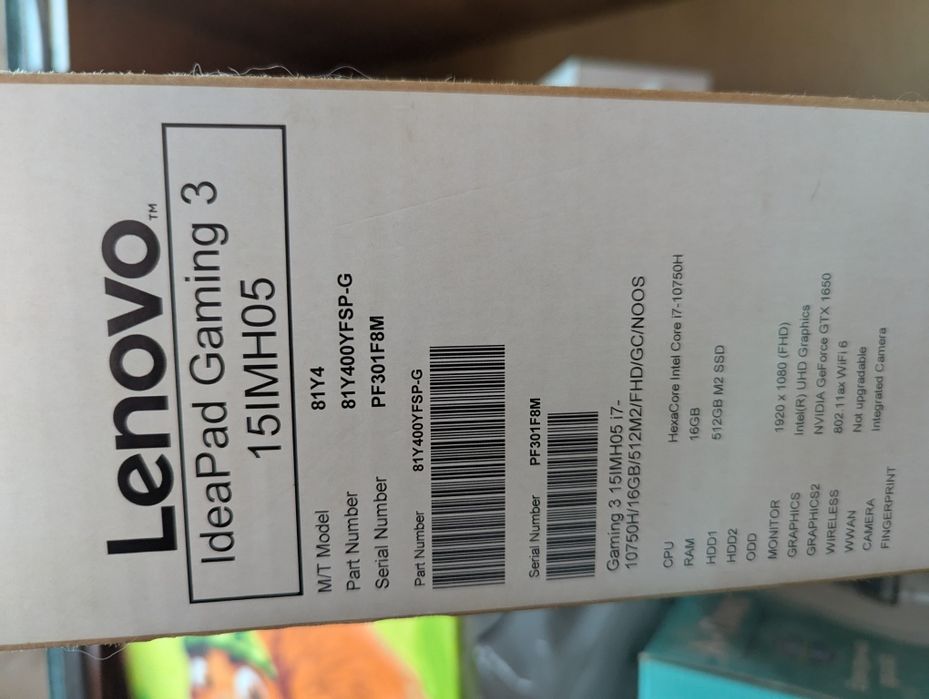 Lenovo™
IdeaPad Gaming 3
15IMH05
M/T Model 81Y4
Part Number 81Y400YFSP-G
Serial Number PF301F8M
Part Number 81Y400YFSP-G
Serial Number PF301F8M
Gaming 3 15IMH05 i7-
10750H/16GB/512M2/FHD/GC/NOOS
CPU HexaCore Intel Core i7-10750H
RAM 16GB
HDD1 512GB M2 SSD
HDD2
ODD
MONITOR 1920 x 1080 (FHD)
GRAPHICS Intel(R) UHD Graphics
GRAPHICS2 NVIDIA GeForce GTX 1650
WIRELESS 802.11ax WiFi 6
WWAN Not upgradable
CAMERA Integrated Camera
FINGERPRINT